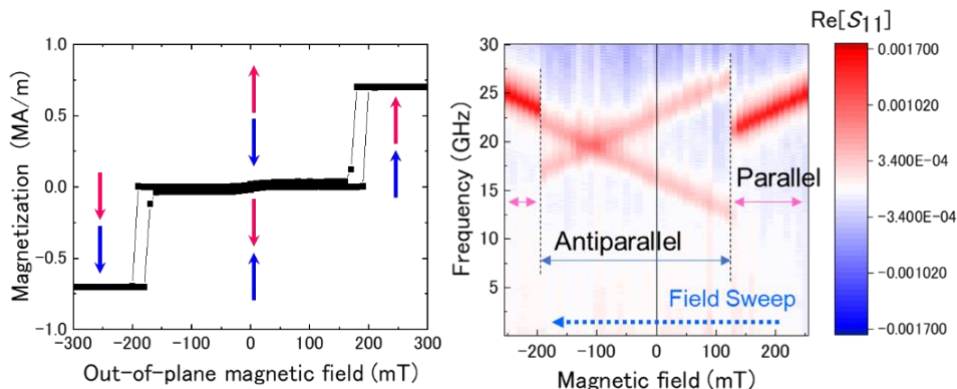 Magnetization (MA/m)
1.0
0.5
0.0
-0.5
-1.0
-300 -200 -100 0 100 200 300
Out-of-plane magnetic field (mT)
Frequency (GHz)
30
25
20
15
10
5
Parallel
Antiparallel
Field Sweep
-200 -100 0 100 200
Magnetic field (mT)
Re[S11]
0.001700
0.001020
3.400E-04
-3.400E-04
-0.001020
-0.001700